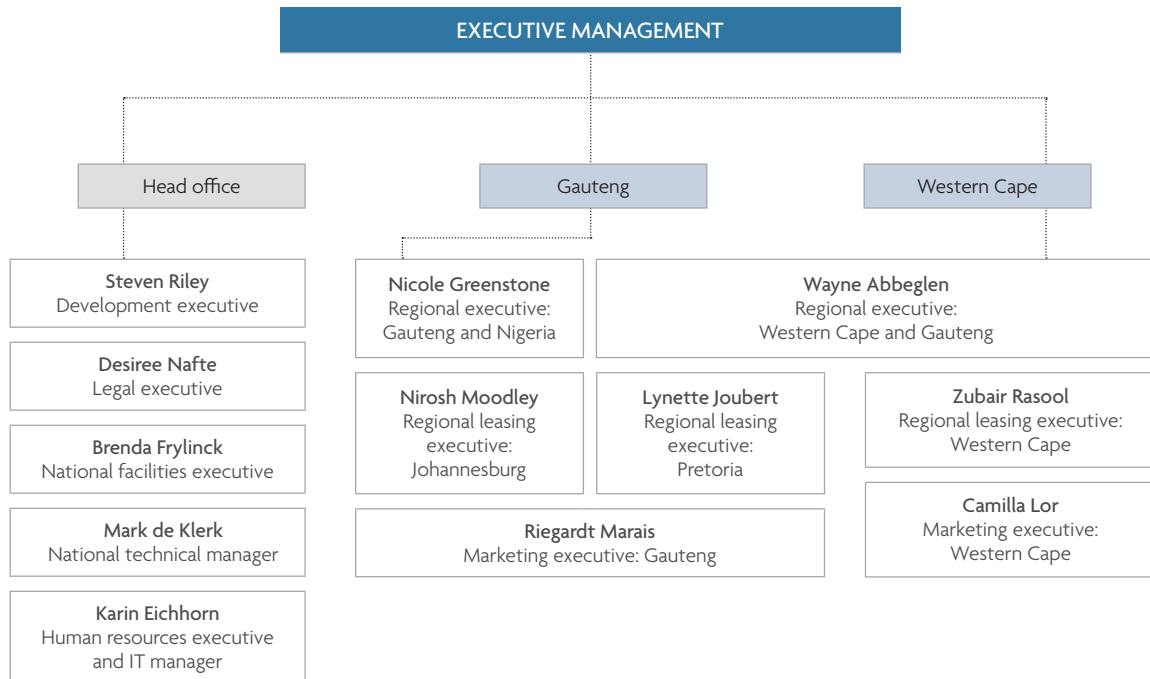 EXECUTIVE MANAGEMENT
Head office
Steven Riley
Development executive
Desiree Nafte
Legal executive
Brenda Frylinck
National facilities executive
Mark de Klerk
National technical manager
Karin Eichhorn
Human resources executive
and IT manager
Gauteng
Nicole Greenstone
Regional executive:
Gauteng and Nigeria
Nirosh Moodley
Regional leasing
executive:
Johannesburg
Lynette Joubert
Regional leasing
executive:
Pretoria
Riegardt Marais
Marketing executive: Gauteng
Western Cape
Wayne Abbeglen
Regional executive:
Western Cape and Gauteng
Zubair Rasool
Regional leasing executive:
Western Cape
Camilla Lor
Marketing executive:
Western Cape